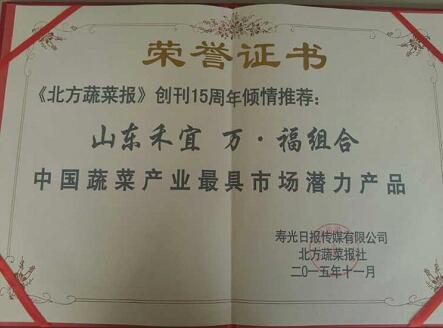 荣誉证书
《北方蔬菜报》创刊15周年倾情推荐：
山东禾宜 万·福组合
中国蔬菜产业最具市场潜力产品
寿光日报传媒有限公司
北方蔬菜报社
二〇一五年十一月